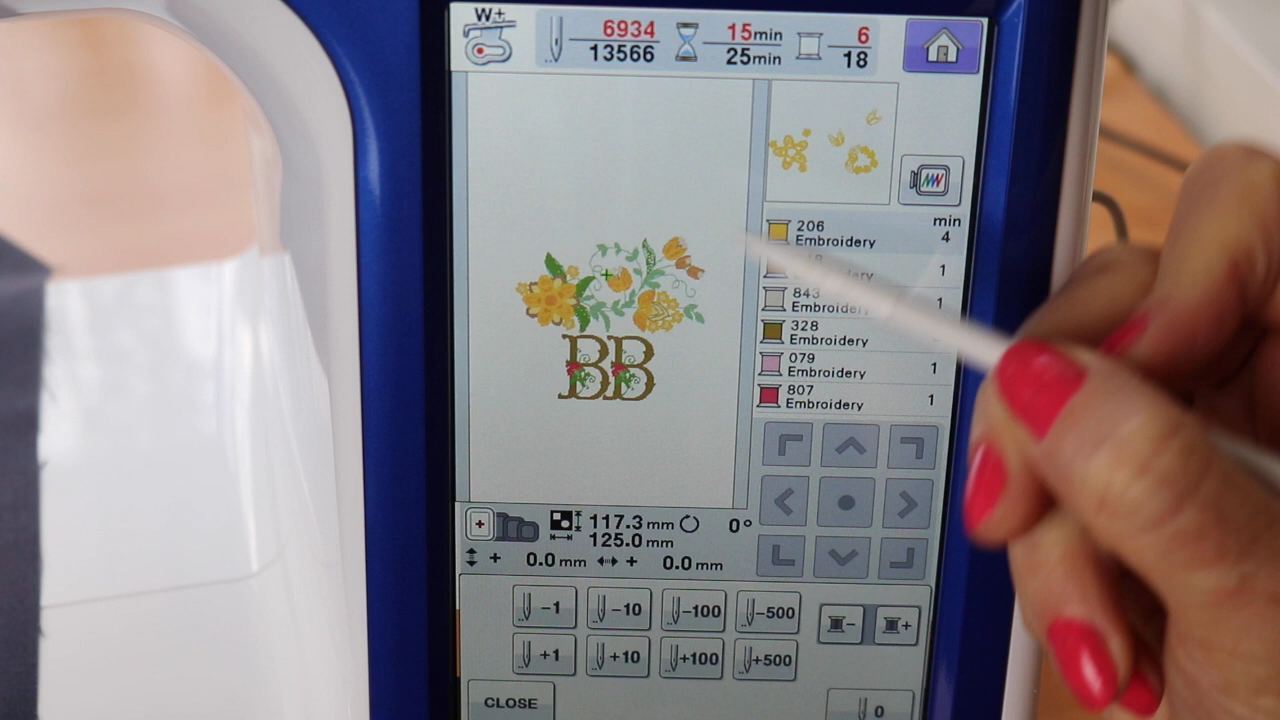 W+
6934
13566
15min
25min
6
18
min
206
Embroidery
4
1
843
Embroidery
1
328
Embroidery
079
Embroidery
1
807
Embroidery
1
BB
117.3 mm
0°
125.0 mm
+ 0.0 mm + 0.0 mm
-1
-10
-100
-500
- +
+1
+10
+100
+500
CLOSE
0